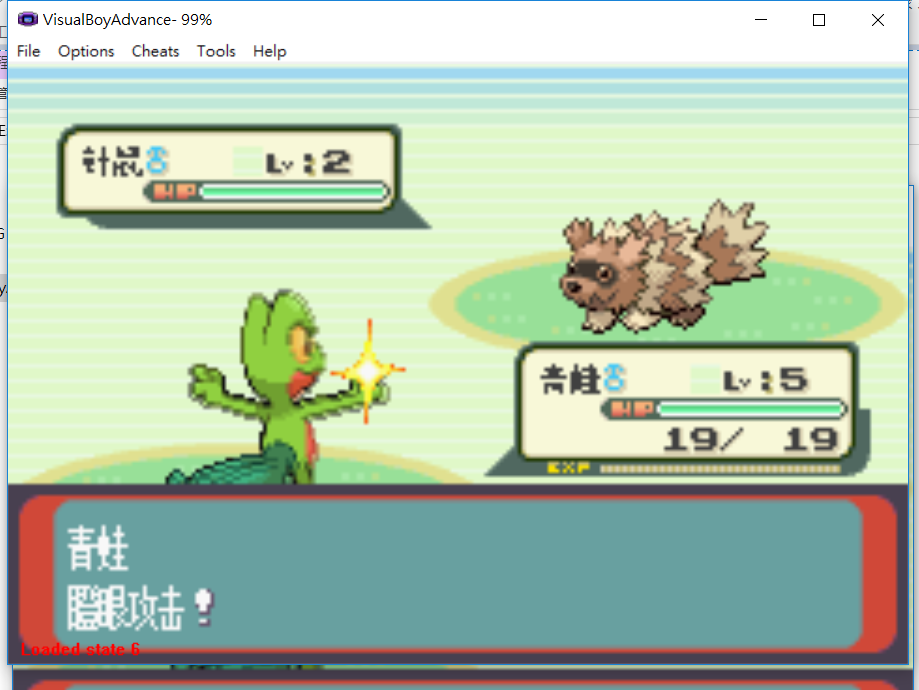 VisualBoyAdvance- 99%
File Options Cheats Tools Help
针鼠♂ Lv:2
HP
青蛙♂ Lv:5
HP
19/ 19
EXP
青蛙
瞪眼攻击!
Loaded state 6